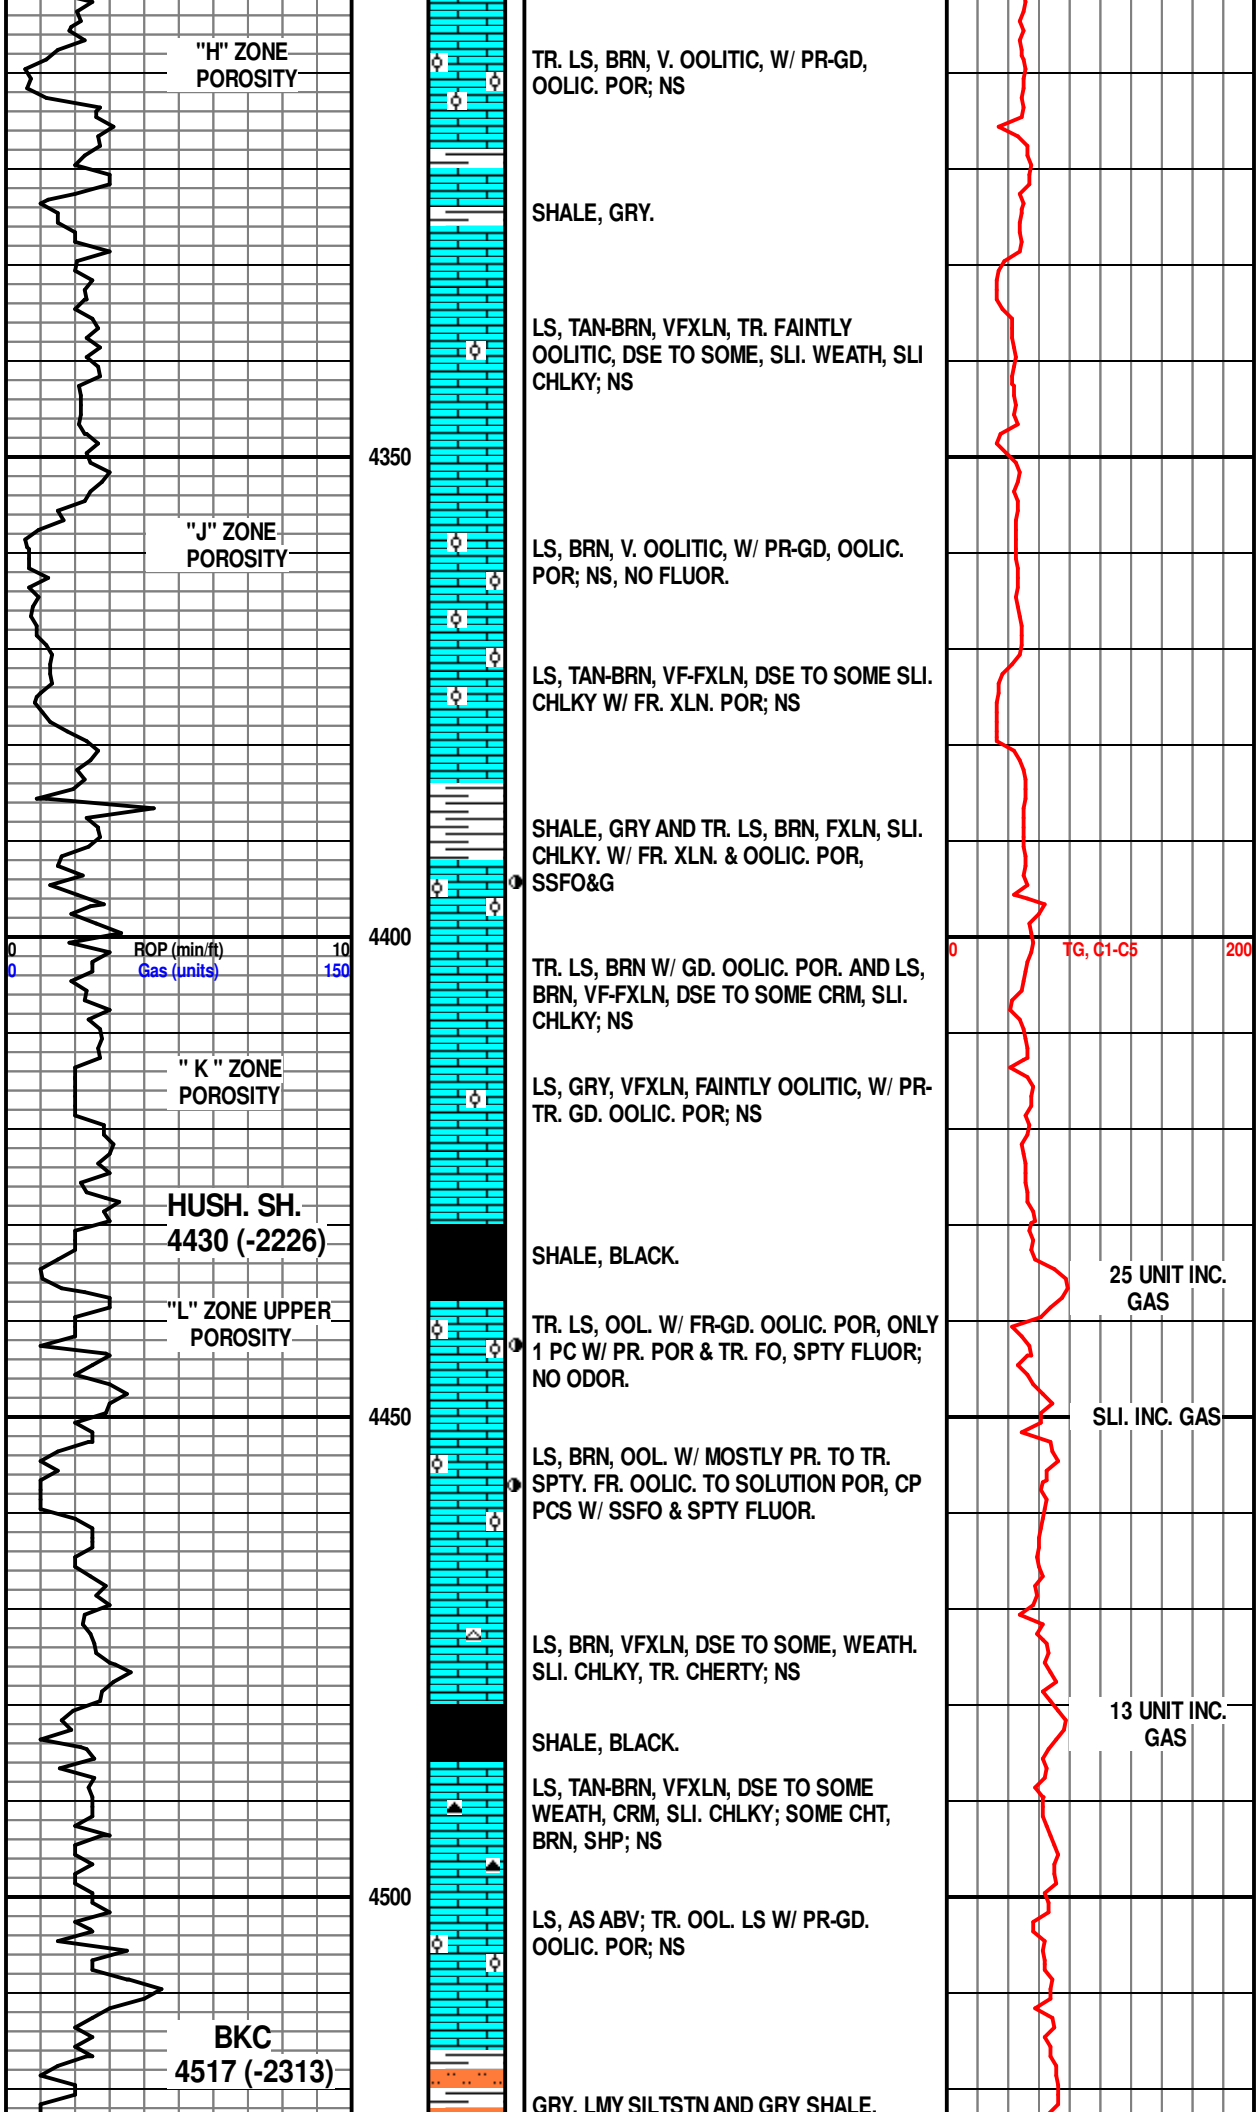 "H" ZONE
POROSITY
TR. LS, BRN, V. OOLITIC, W/ PR-GD,
OOLIC. POR; NS
SHALE, GRY.
LS, TAN-BRN, VFXLN, TR. FAINTLY
OOLITIC, DSE TO SOME, SLI. WEATH, SLI
CHLKY; NS
4350
"J" ZONE
POROSITY
LS, BRN, V. OOLITIC, W/ PR-GD, OOLIC.
POR; NS, NO FLUOR.
LS, TAN-BRN, VF-FXLN, DSE TO SOME SLI.
CHLKY W/ FR. XLN. POR; NS
SHALE, GRY AND TR. LS, BRN, FXLN, SLI.
CHLKY. W/ FR. XLN. & OOLIC. POR,
SSFO&G
4400
0 ROP (min/ft) 10
0 Gas (units) 150
0 TG, C1-C5 200
TR. LS, BRN W/ GD. OOLIC. POR. AND LS,
BRN, VF-FXLN, DSE TO SOME CRM, SLI.
CHLKY; NS
" K " ZONE
POROSITY
LS, GRY, VFXLN, FAINTLY OOLITIC, W/ PR-
TR. GD. OOLIC. POR; NS
HUSH. SH.
4430 (-2226)
SHALE, BLACK.
25 UNIT INC.
GAS
"L" ZONE UPPER
POROSITY
TR. LS, OOL. W/ FR-GD. OOLIC. POR, ONLY
1 PC W/ PR. POR & TR. FO, SPTY FLUOR;
NO ODOR.
4450
SLI. INC. GAS
LS, BRN, OOL. W/ MOSTLY PR. TO TR.
SPTY. FR. OOLIC. TO SOLUTION POR, CP
PCS W/ SSFO & SPTY FLUOR.
LS, BRN, VFXLN, DSE TO SOME, WEATH.
SLI. CHLKY, TR. CHERTY; NS
13 UNIT INC.
GAS
SHALE, BLACK.
LS, TAN-BRN, VFXLN, DSE TO SOME
WEATH, CRM, SLI. CHLKY; SOME CHT,
BRN, SHP; NS
4500
LS, AS ABV; TR. OOL. LS W/ PR-GD.
OOLIC. POR; NS
BKC
4517 (-2313)
GRY, LMY SILTSTN AND GRY SHALE.